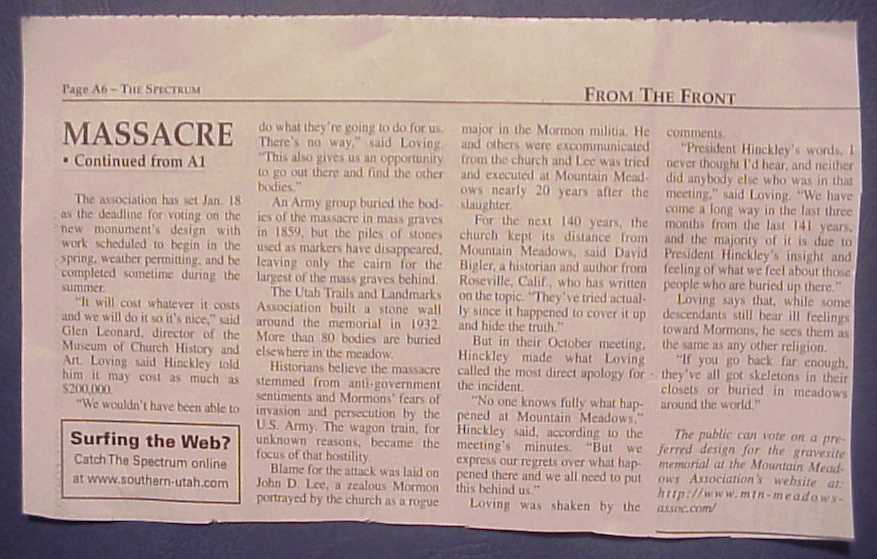 Page A6 – THE SPECTRUM
FROM THE FRONT
MASSACRE
• Continued from A1
The association has set Jan. 18
as the deadline for voting on the
new monument's design with
work scheduled to begin in the
spring, weather permitting, and be
completed sometime during the
summer.
"It will cost whatever it costs
and we will do it so it's nice," said
Glen Leonard, director of the
Museum of Church History and
Art. Loving said Hinckley told
him it may cost as much as
$200,000.
"We wouldn't have been able to
Surfing the Web?
Catch The Spectrum online
at www.southern-utah.com
do what they're going to do for us.
There's no way," said Loving.
"This also gives us an opportunity
to go out there and find the other
bodies."
An Army group buried the bod-
ies of the massacre in mass graves
in 1859, but the piles of stones
used as markers have disappeared,
leaving only the cairn for the
largest of the mass graves behind.
The Utah Trails and Landmarks
Association built a stone wall
around the memorial in 1932.
More than 80 bodies are buried
elsewhere in the meadow.
Historians believe the massacre
stemmed from anti-government
sentiments and Mormons' fears of
invasion and persecution by the
U.S. Army. The wagon train, for
unknown reasons, became the
focus of that hostility.
Blame for the attack was laid on
John D. Lee, a zealous Mormon
portrayed by the church as a rogue
major in the Mormon militia. He
and others were excommunicated
from the church and Lee was tried
and executed at Mountain Mead-
ows nearly 20 years after the
slaughter.
For the next 140 years, the
church kept its distance from
Mountain Meadows, said David
Bigler, a historian and author from
Roseville, Calif., who has written
on the topic. "They've tried actual-
ly since it happened to cover it up
and hide the truth."
But in their October meeting,
Hinckley made what Loving
called the most direct apology for
the incident.
"No one knows fully what hap-
pened at Mountain Meadows,"
Hinckley said, according to the
meeting's minutes. "But we
express our regrets over what hap-
pened there and we all need to put
this behind us."
Loving was shaken by the
comments.
"President Hinckley's words, I
never thought I'd hear, and neither
did anybody else who was in that
meeting," said Loving. "We have
come a long way in the last three
months from the last 141 years,
and the majority of it is due to
President Hinckley's insight and
feeling of what we feel about those
people who are buried up there."
Loving says that, while some
descendants still bear ill feelings
toward Mormons, he sees them as
the same as any other religion.
"If you go back far enough,
they've all got skeletons in their
closets or buried in meadows
around the world."
The public can vote on a pre-
ferred design for the gravesite
memorial at the Mountain Mead-
ows Association's website at:
http://www.mtn-meadows-
assoc.com/